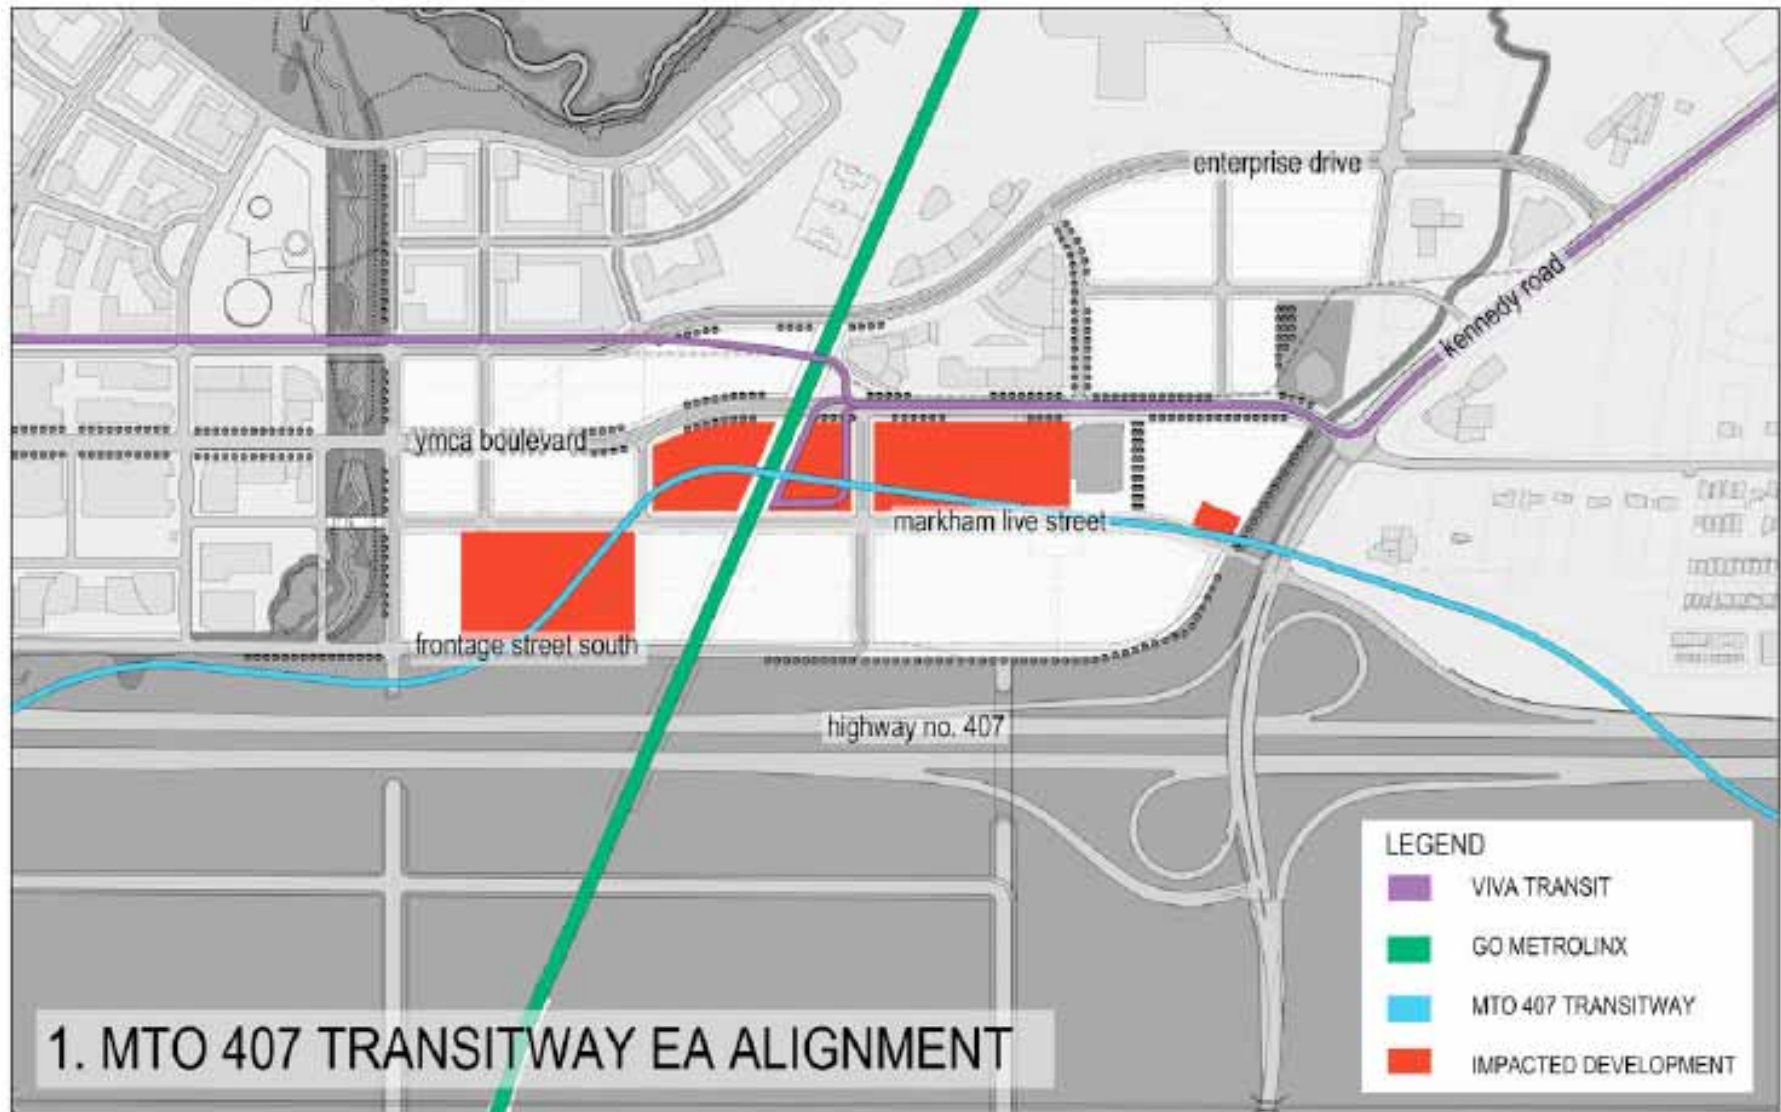 enterprise drive
kennedy road
ymca boulevard
markham live street
frontage street south
highway no. 407
LEGEND
VIVA TRANSIT
GO METROLINX
MTO 407 TRANSITWAY
IMPACTED DEVELOPMENT
1. MTO 407 TRANSITWAY EA ALIGNMENT